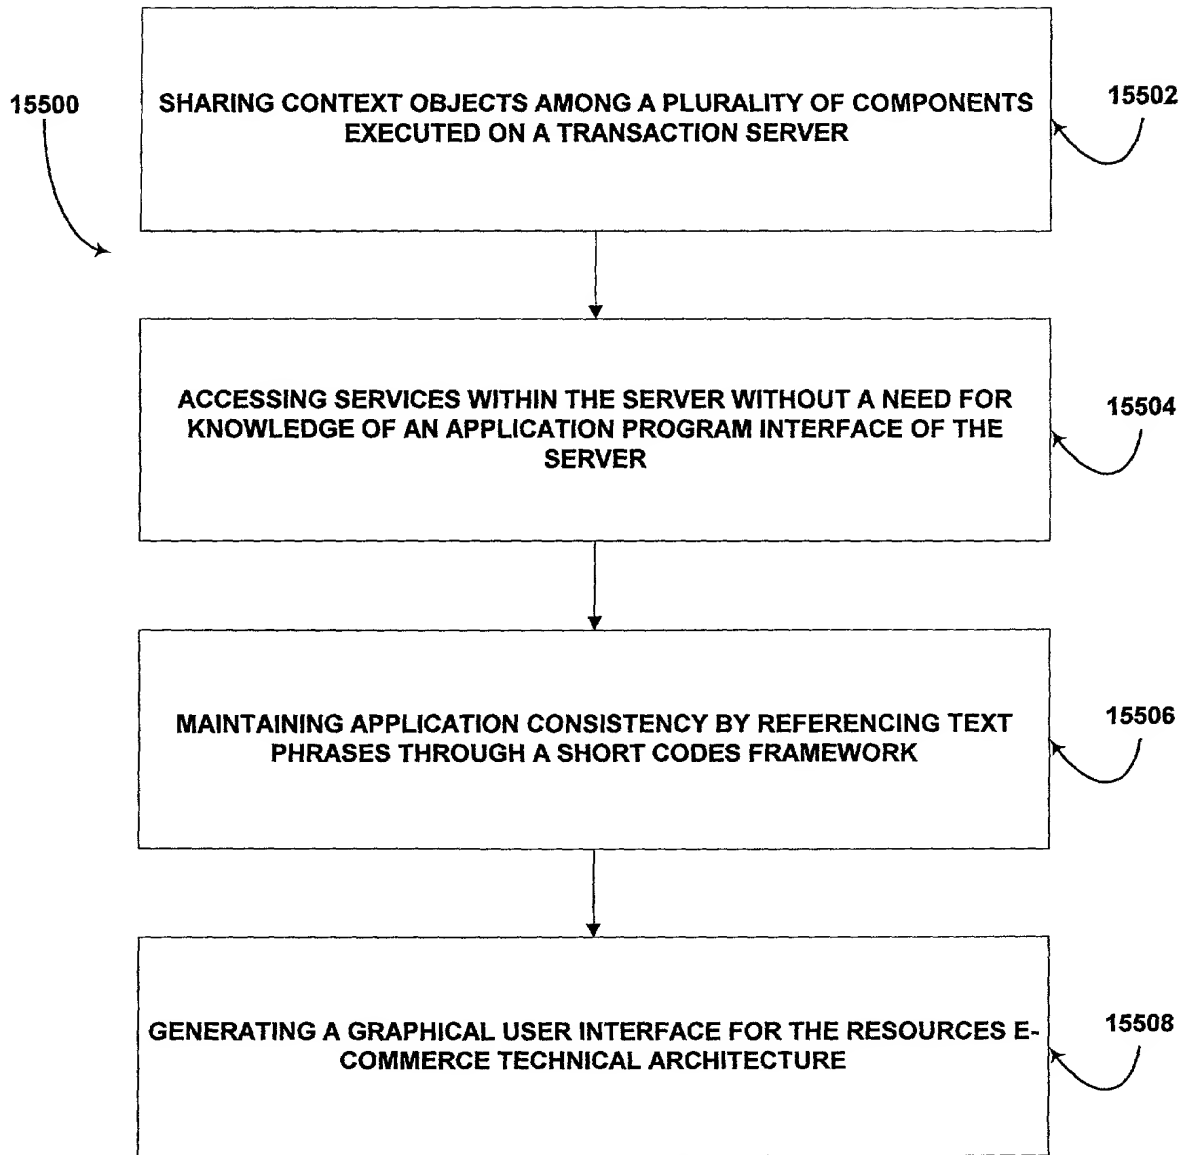 15500
SHARING CONTEXT OBJECTS AMONG A PLURALITY OF COMPONENTS
EXECUTED ON A TRANSACTION SERVER
15502
ACCESSING SERVICES WITHIN THE SERVER WITHOUT A NEED FOR
KNOWLEDGE OF AN APPLICATION PROGRAM INTERFACE OF THE
SERVER
15504
MAINTAINING APPLICATION CONSISTENCY BY REFERENCING TEXT
PHRASES THROUGH A SHORT CODES FRAMEWORK
15506
GENERATING A GRAPHICAL USER INTERFACE FOR THE RESOURCES E-
COMMERCE TECHNICAL ARCHITECTURE
15508